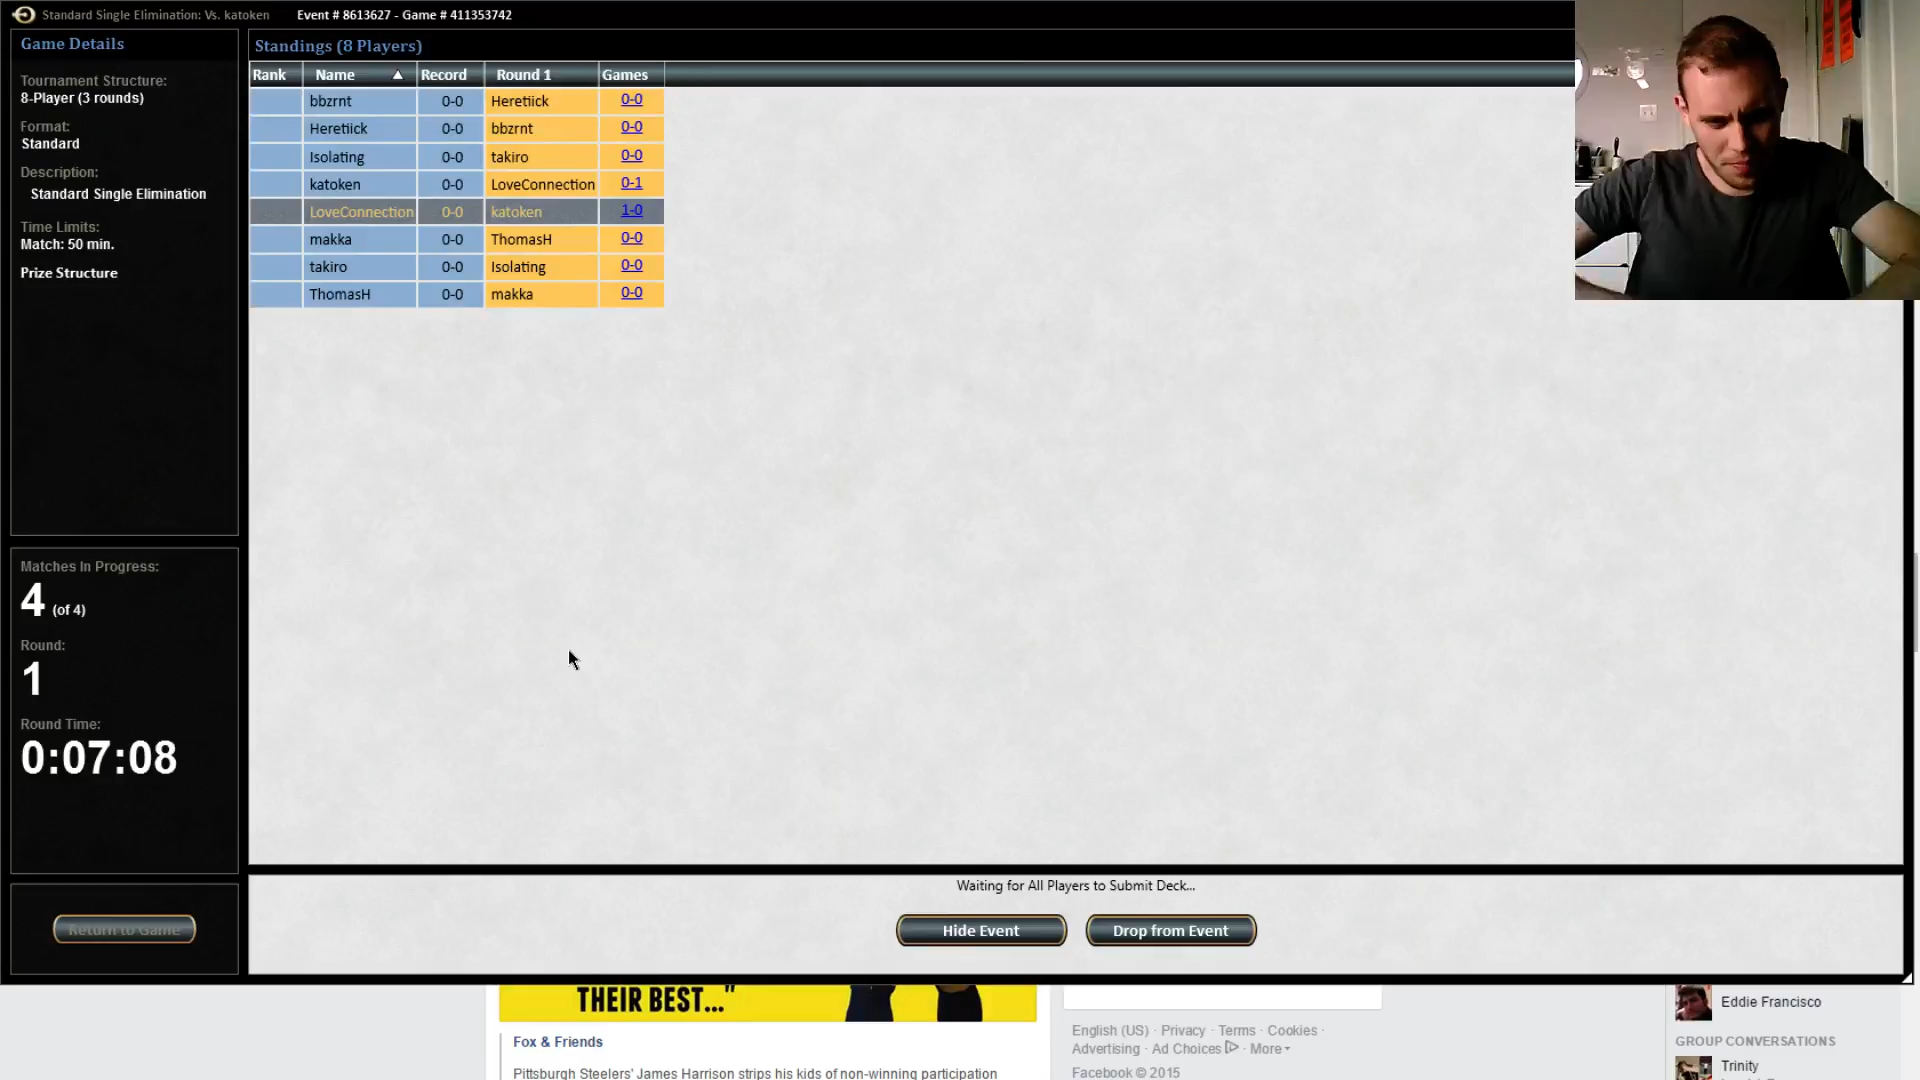 Standard Single Elimination: Vs. katoken
Event # 8613627 - Game # 411353742
Game Details
Tournament Structure:
8-Player (3 rounds)
Format:
Standard
Description:
Standard Single Elimination
Time Limits:
Match: 50 min.
Prize Structure
Standings (8 Players)
Rank Name Record Round 1 Games
bbzrnt 0-0 Heretiick 0-0
Heretiick 0-0 bbzrnt 0-0
Isolating 0-0 takiro 0-0
katoken 0-0 LoveConnection 0-1
LoveConnection 0-0 katoken 1-0
makka 0-0 ThomasH 0-0
takiro 0-0 Isolating 0-0
ThomasH 0-0 makka 0-0
Matches In Progress:
4 (of 4)
Round:
1
Round Time:
0:07:08
Return to Game
Waiting for All Players to Submit Deck...
Hide Event Drop from Event
THEIR BEST..."
Fox & Friends
Pittsburgh Steelers' James Harrison strips his kids of non-winning participation
English (US) · Privacy · Terms · Cookies ·
Advertising · Ad Choices · More
Facebook © 2015
Eddie Francisco
GROUP CONVERSATIONS
Trinity